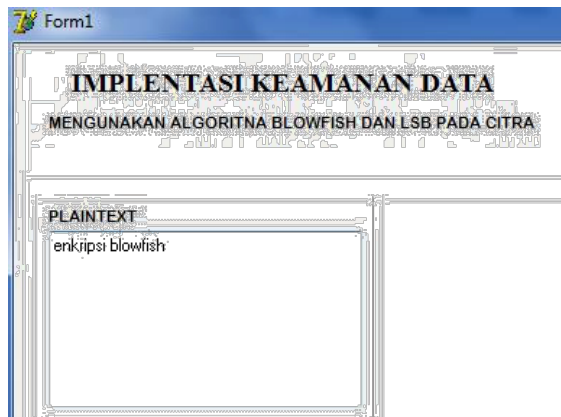 Form1
IMPLENTASI KEAMANAN DATA
MENGUNAKAN ALGORITNA BLOWFISH DAN LSB PADA CITRA
PLAINTEXT
enkripsi blowfish